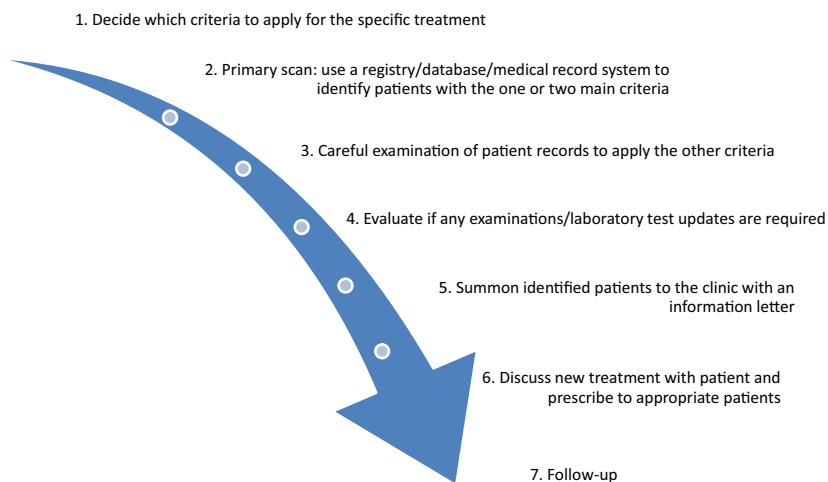 1. Decide which criteria to apply for the specific treatment
2. Primary scan: use a registry/database/medical record system to
identify patients with the one or two main criteria
3. Careful examination of patient records to apply the other criteria
4. Evaluate if any examinations/laboratory test updates are required
5. Summon identified patients to the clinic with an
information letter
6. Discuss new treatment with patient and
prescribe to appropriate patients
7. Follow-up